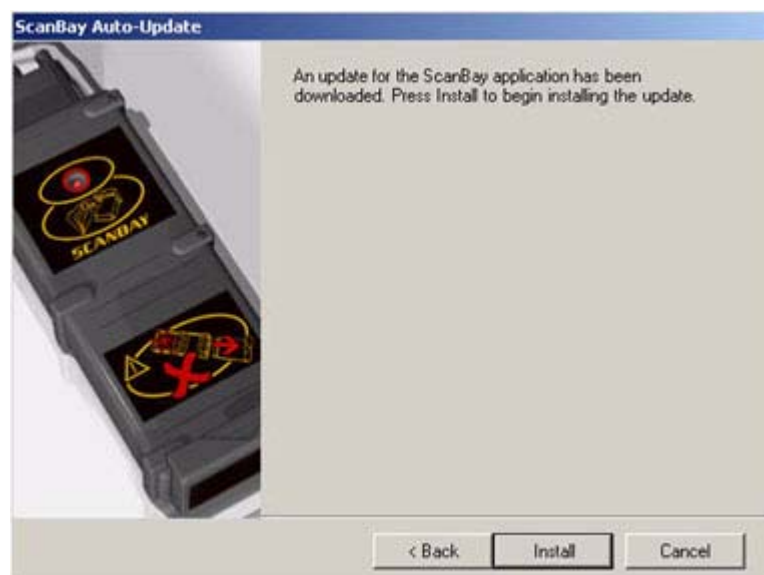 ScanBay Auto-Update
An update for the ScanBay application has been
downloaded. Press Install to begin installing the update.
SCANBAY
< Back
Install
Cancel